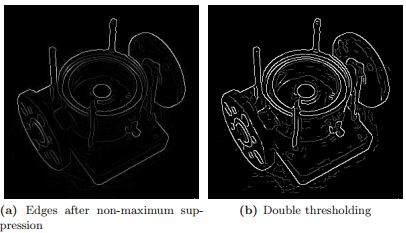 (a) Edges after non-maximum sup-
pression
(b) Double thresholding